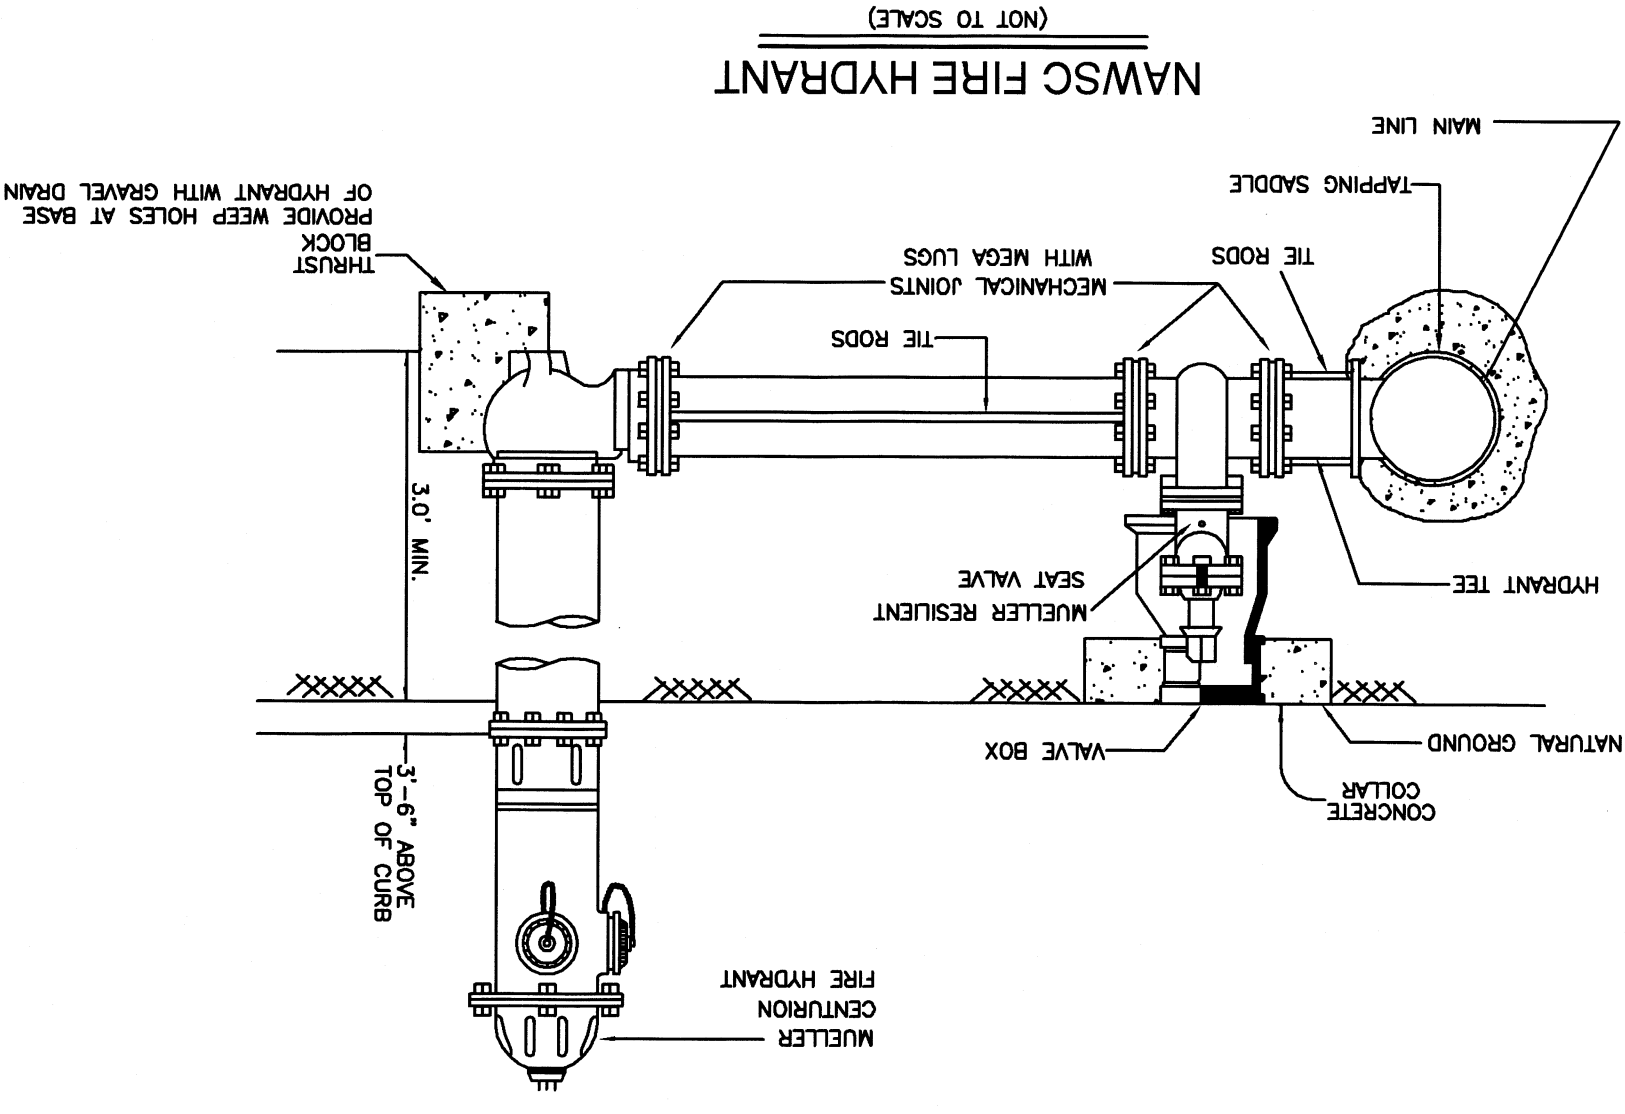 MUELLER
CENTURION
FIRE HYDRANT
3'-6" ABOVE
TOP OF CURB
CONCRETE
COLLAR
NATURAL GROUND
VALVE BOX
3.0' MIN.
HYDRANT TEE
MUELLER RESILIENT
SEAT VALVE
TIE RODS
TIE RODS
MECHANICAL JOINTS
WITH MEGA LUGS
THRUST
BLOCK
PROVIDE WEEP HOLES AT BASE
OF HYDRANT WITH GRAVEL DRAIN
TAPPING SADDLE
MAIN LINE
NAWSC FIRE HYDRANT
(NOT TO SCALE)